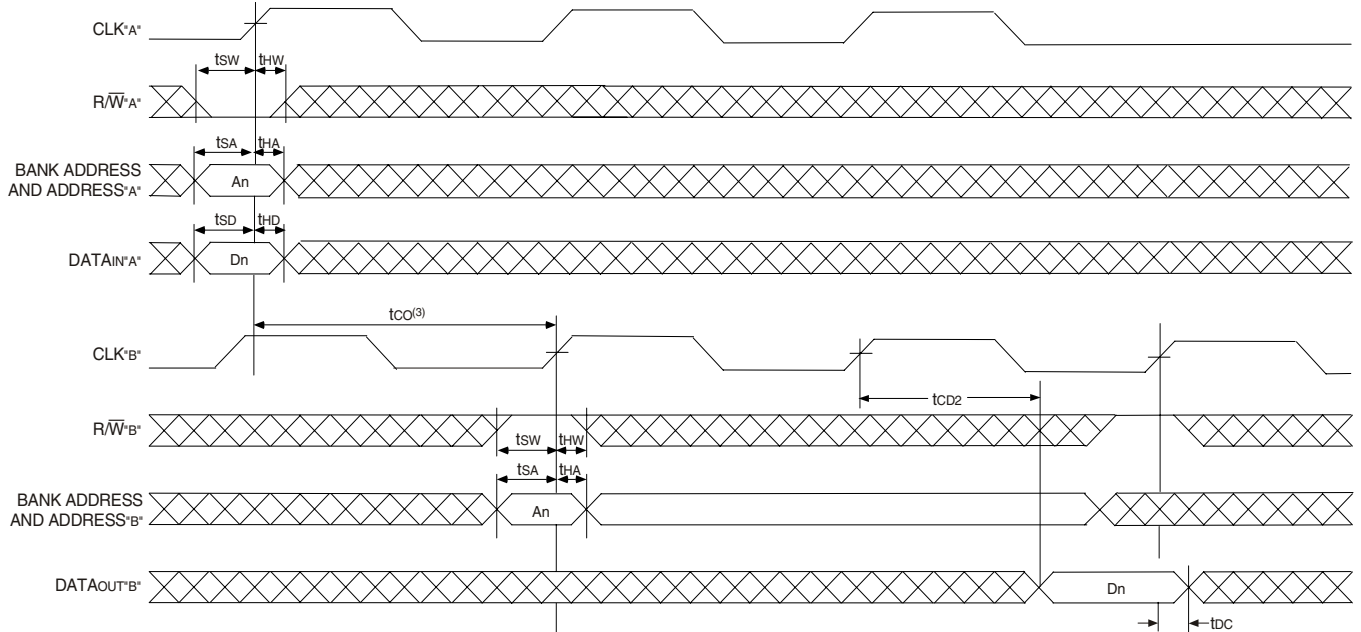 CLK"A"
tSW tHW
R/W̅"A"
tSA tHA
BANK ADDRESS
AND ADDRESS"A"
An
tSD tHD
DATAIN"A"
Dn
tCO(3)
CLK"B"
tCD2
R/W̅"B"
tSW tHW
tSA tHA
BANK ADDRESS
AND ADDRESS"B"
An
DATAOUT"B"
Dn
tDC